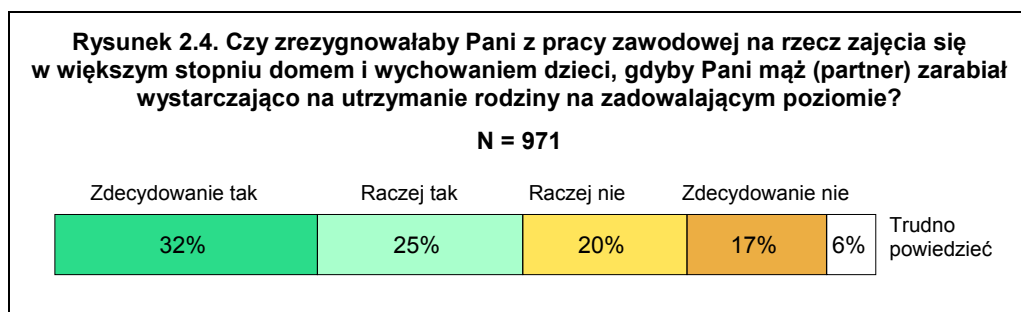 Rysunek 2.4. Czy zrezygnowałaby Pani z pracy zawodowej na rzecz zajęcia się
w większym stopniu domem i wychowaniem dzieci, gdyby Pani mąż (partner) zarabiał
wystarczająco na utrzymanie rodziny na zadowalającym poziomie?
N = 971
Zdecydowanie tak Raczej tak Raczej nie Zdecydowanie nie
32% 25% 20% 17% 6% Trudno
powiedzieć